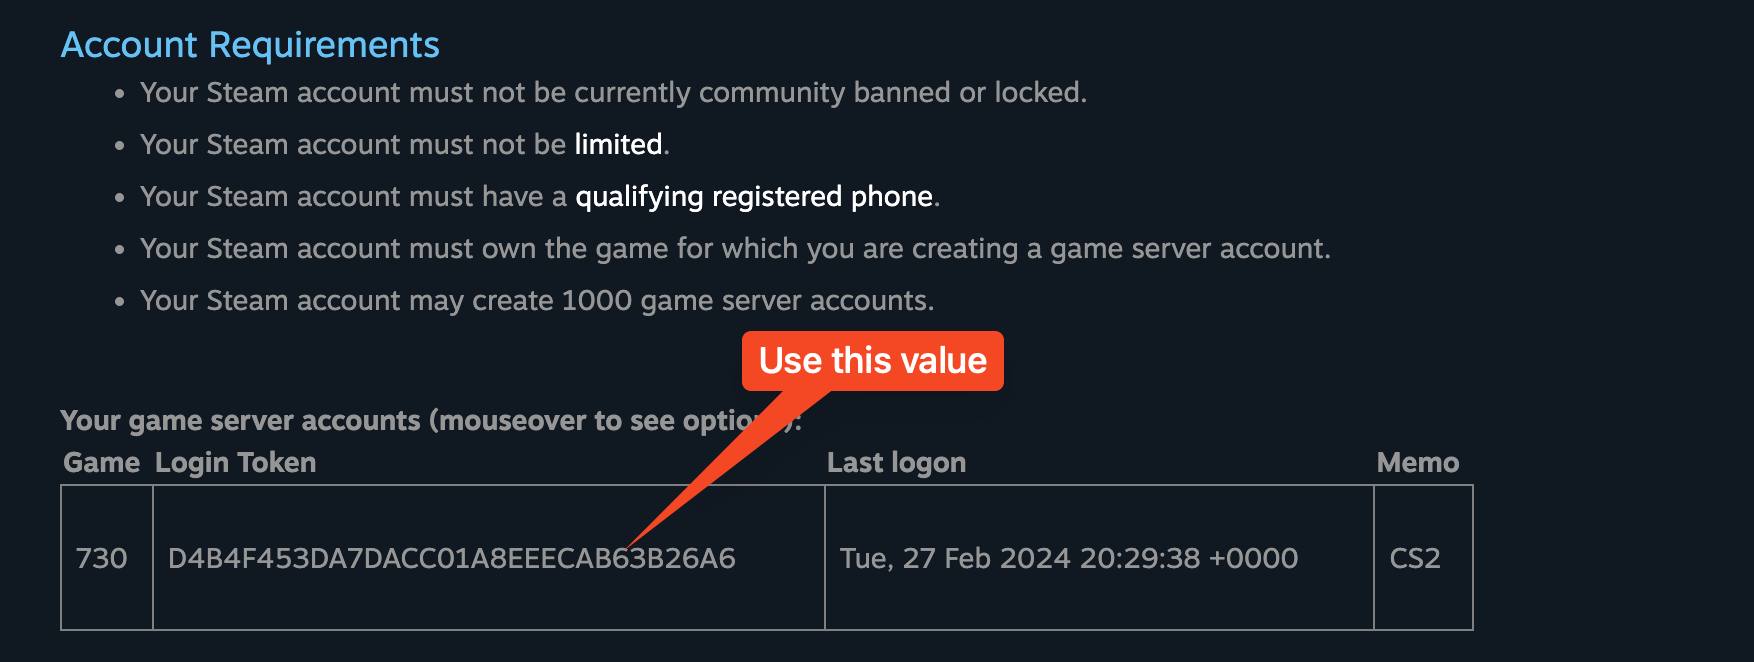 Account Requirements
• Your Steam account must not be currently community banned or locked.
• Your Steam account must not be limited.
• Your Steam account must have a qualifying registered phone.
• Your Steam account must own the game for which you are creating a game server account.
• Your Steam account may create 1000 game server accounts.
Use this value
Your game server accounts (mouseover to see options):
Game Login Token Last logon Memo
730 D4B4F453DA7DACC01A8EEECAB63B26A6 Tue, 27 Feb 2024 20:29:38 +0000 CS2